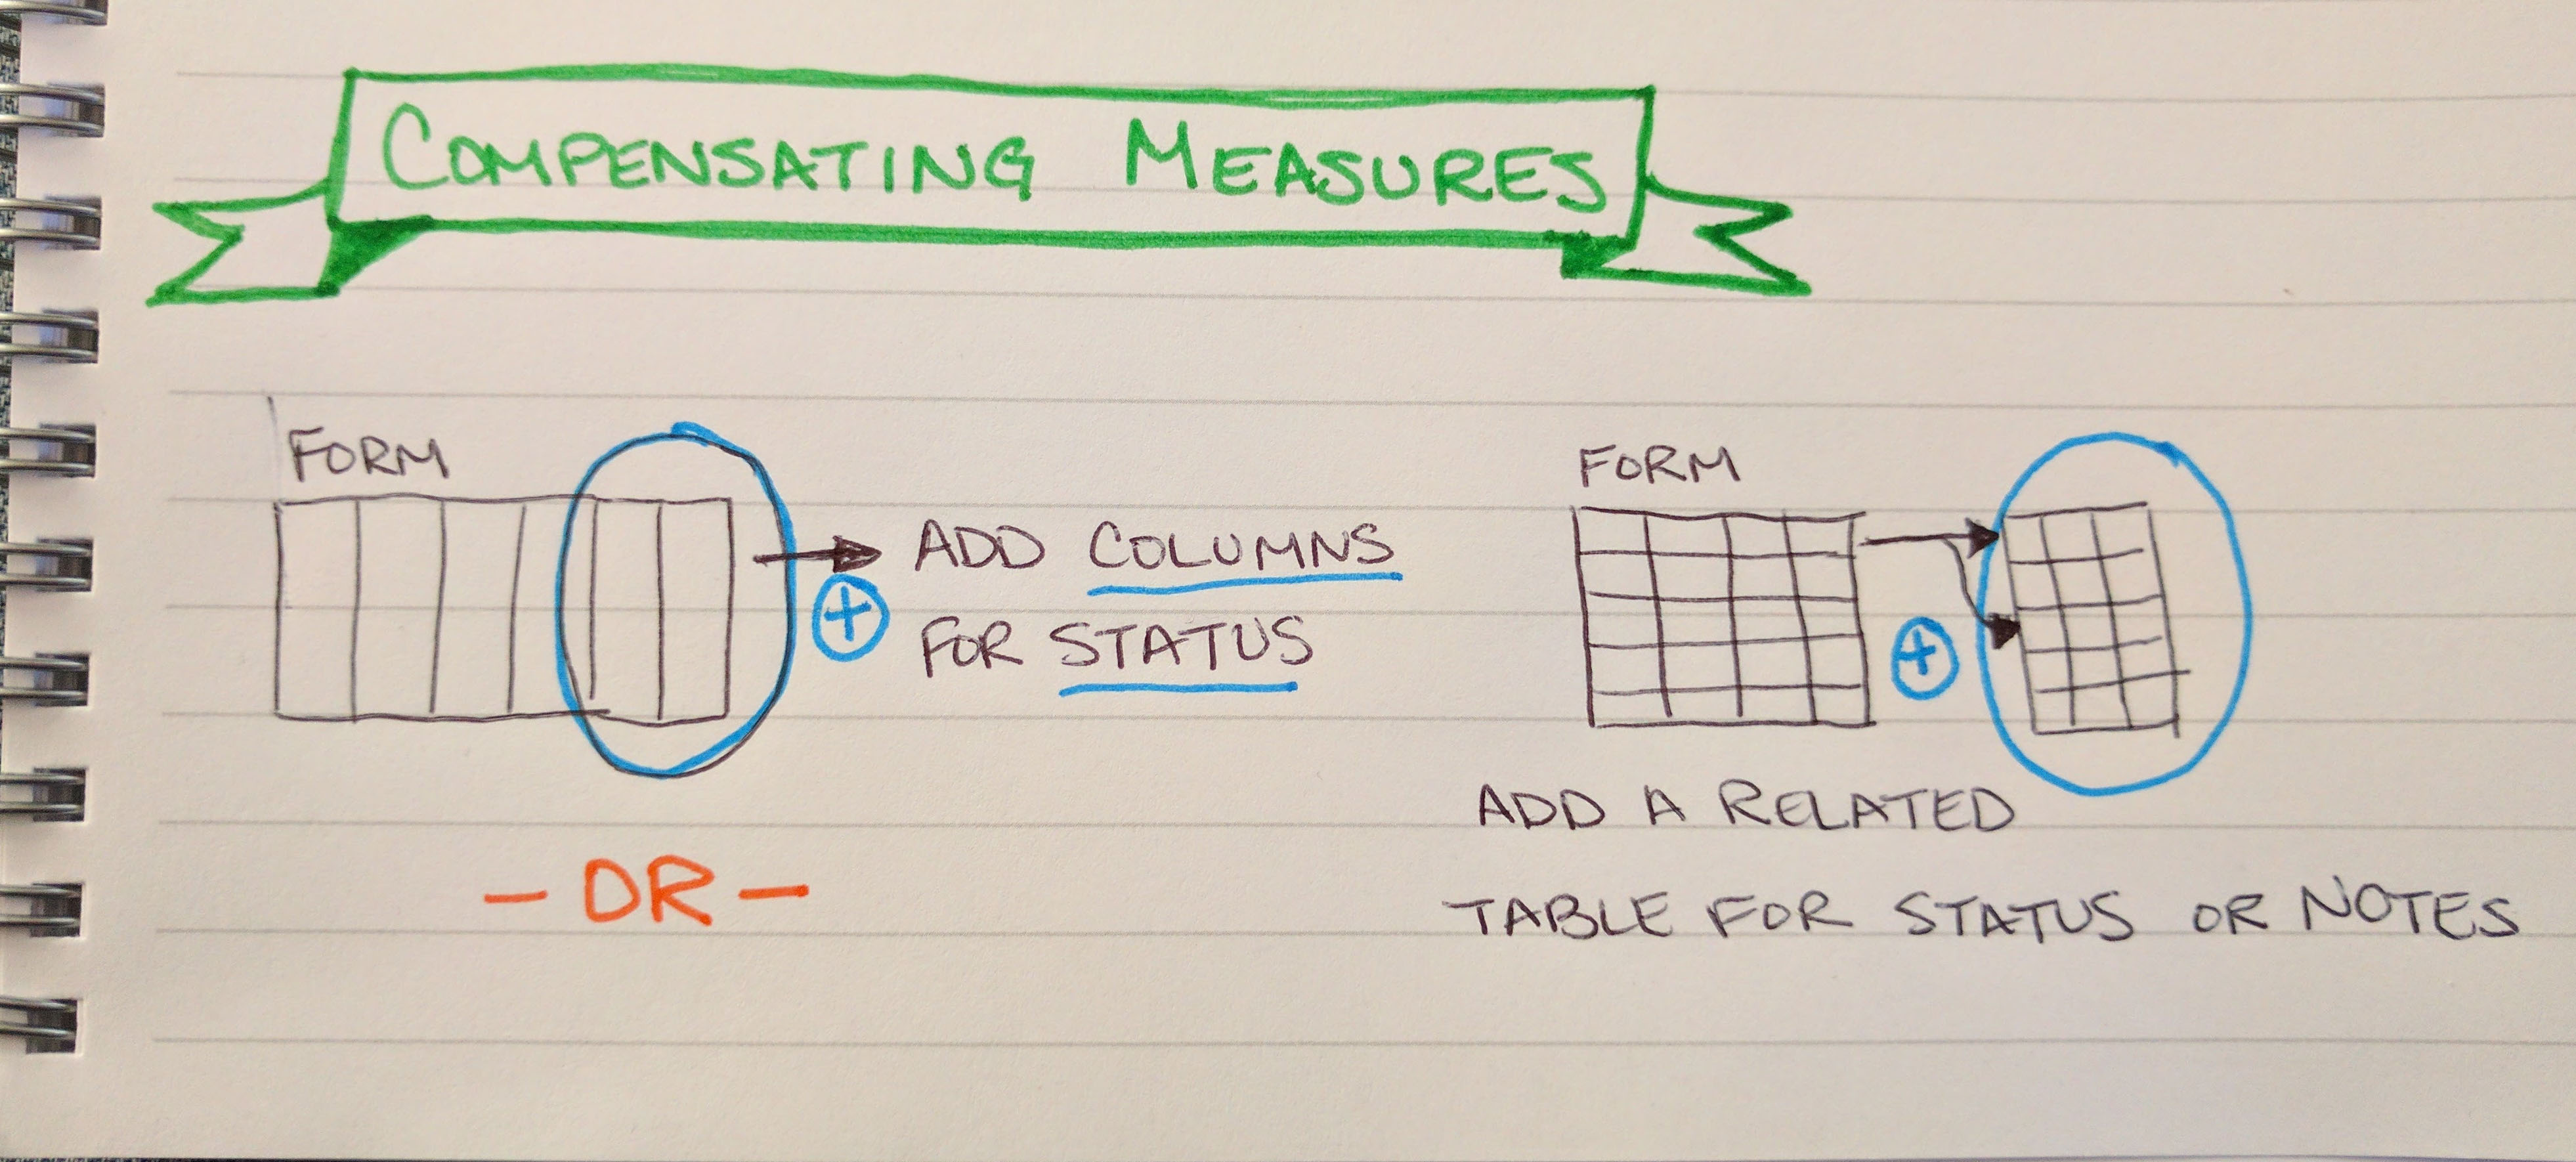 COMPENSATING MEASURES
FORM
+
ADD COLUMNS
FOR STATUS
- OR -
FORM
+
ADD A RELATED
TABLE FOR STATUS OR NOTES